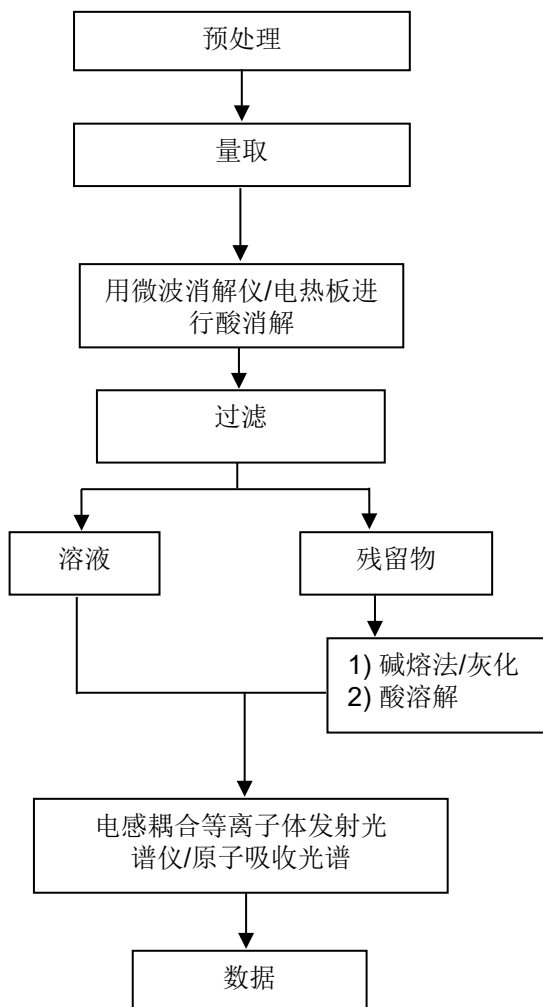 预处理
量取
用微波消解仪/电热板进
行酸消解
过滤
溶液
残留物
1) 碱熔法/灰化
2) 酸溶解
电感耦合等离子体发射光
谱仪/原子吸收光谱
数据